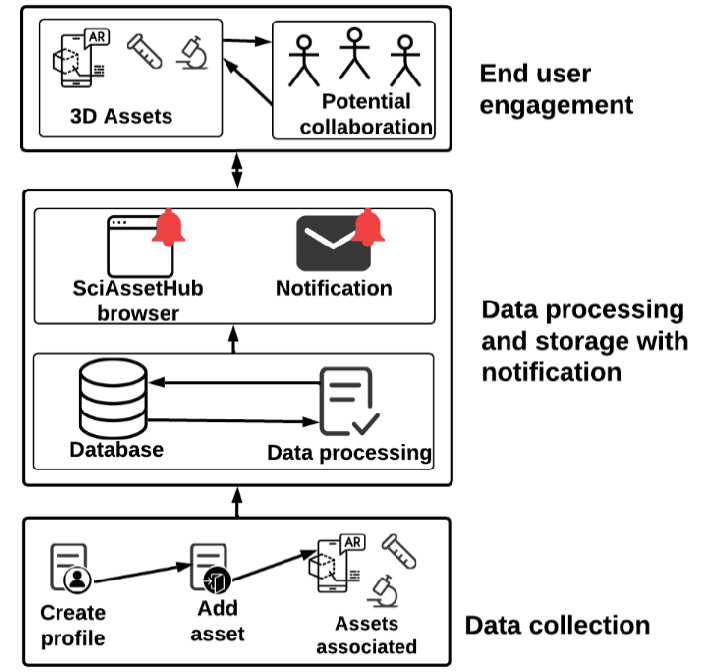 AR
3D Assets
Potential
collaboration
End user
engagement
SciAssetHub
browser
Notification
Data processing
and storage with
notification
Database
Data processing
Create
profile
Add
asset
AR
Assets
associated
Data collection